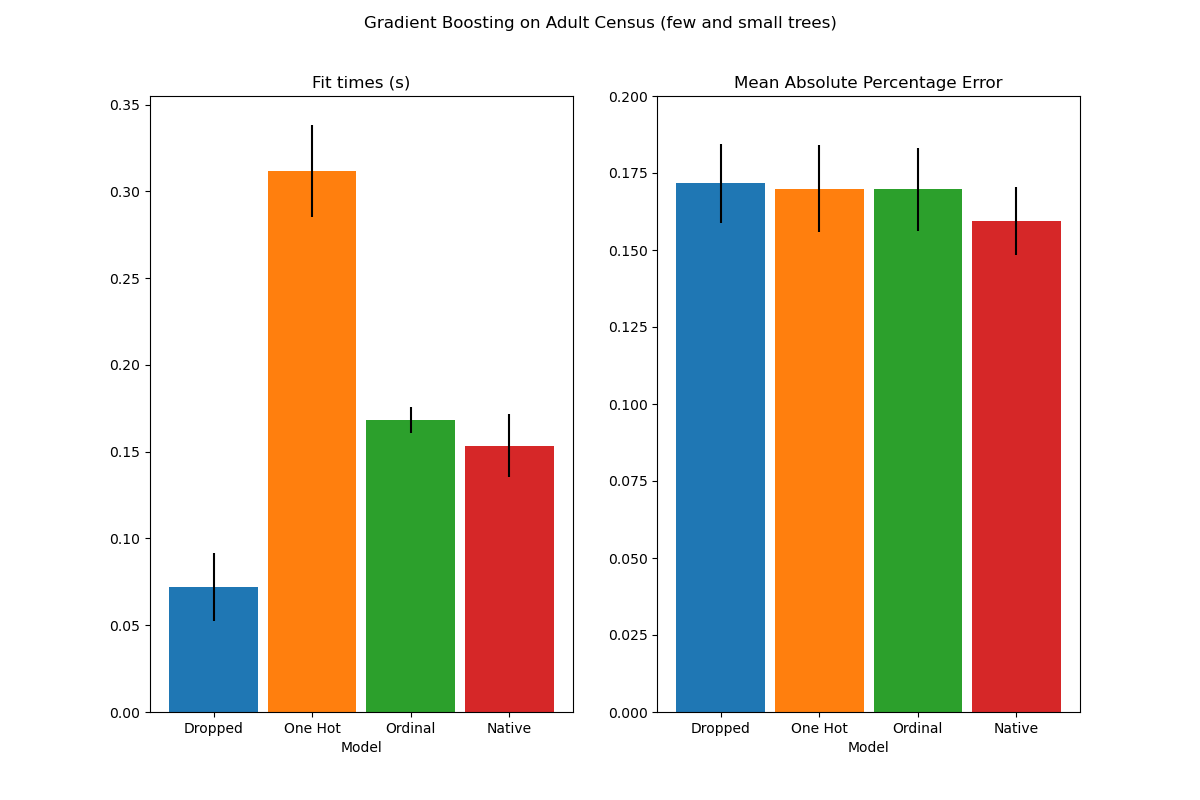 Gradient Boosting on Adult Census (few and small trees)
Fit times (s)
0.35
0.30
0.25
0.20
0.15
0.10
0.05
0.00
Dropped
One Hot
Ordinal
Native
Model
Mean Absolute Percentage Error
0.200
0.175
0.150
0.125
0.100
0.075
0.050
0.025
0.000
Dropped
One Hot
Ordinal
Native
Model